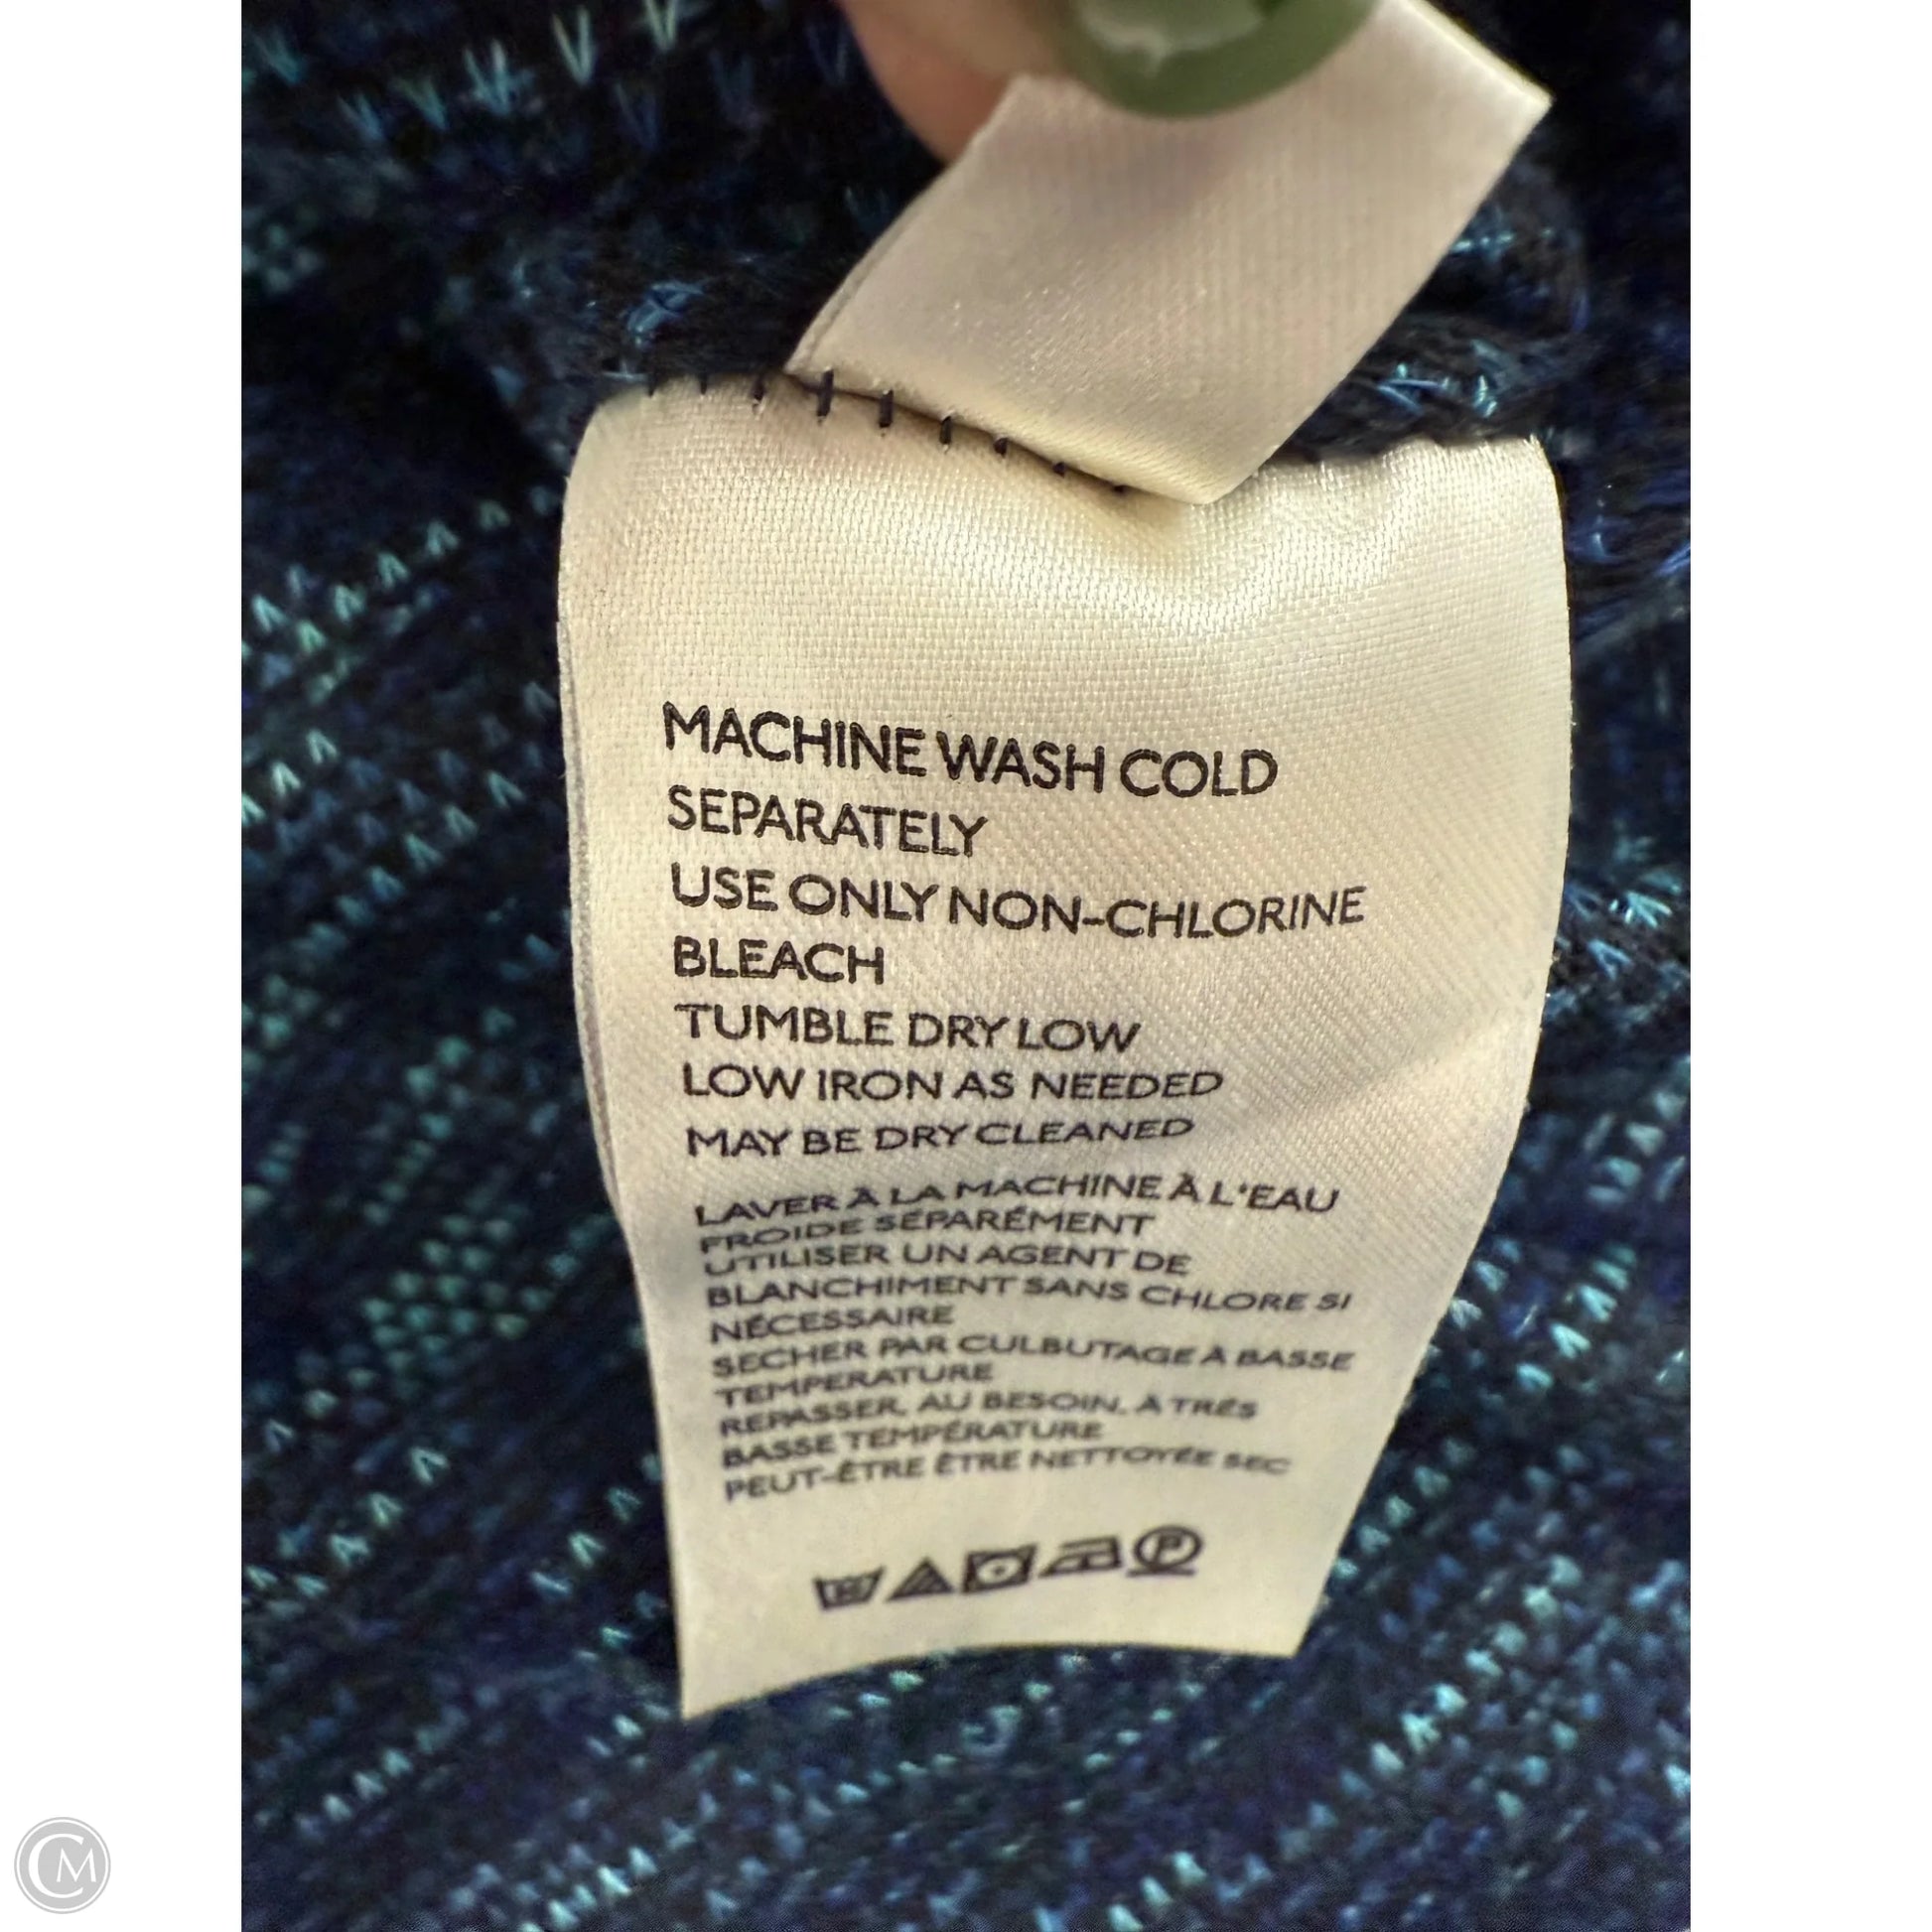 MACHINE WASH COLD
SEPARATELY
USE ONLY NON-CHLORINE
BLEACH
TUMBLE DRY LOW
LOW IRON AS NEEDED
MAY BE DRY CLEANED
LAVER À LA MACHINE À L'EAU
FROIDE SÉPARÉMENT
UTILISER UN AGENT DE
BLANCHIMENT SANS CHLORE SI
NÉCESSAIRE
SECHER PAR CULBUTAGE À BASSE
TEMPERATURE
REPASSER, AU BESOIN, À TRÉS
BASSE TEMPÉRATURE
PEUT-ÊTRE ÊTRE NETTOYÉE SEC
P
CM